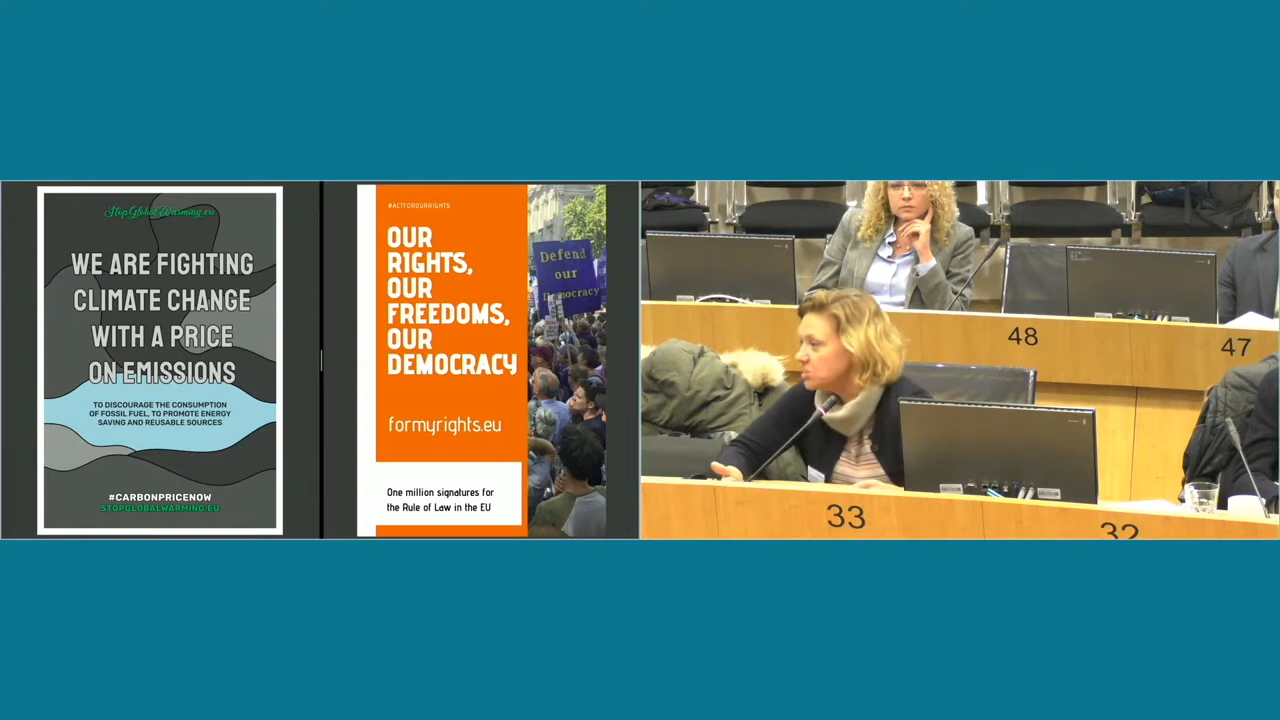 StopGlobalWarming.eu
WE ARE FIGHTING
CLIMATE CHANGE
WITH A PRICE
ON EMISSIONS
TO DISCOURAGE THE CONSUMPTION
OF FOSSIL FUEL, TO PROMOTE ENERGY
SAVING AND REUSABLE SOURCES
#CARBONPRICENOW
STOPGLOBALWARMING.EU
#ACTFOROURRIGHTS
OUR
RIGHTS,
OUR
FREEDOMS,
OUR
DEMOCRACY
formyrights.eu
One million signatures for
the Rule of Law in the EU
Defend
our
Democracy
48
47
33
32